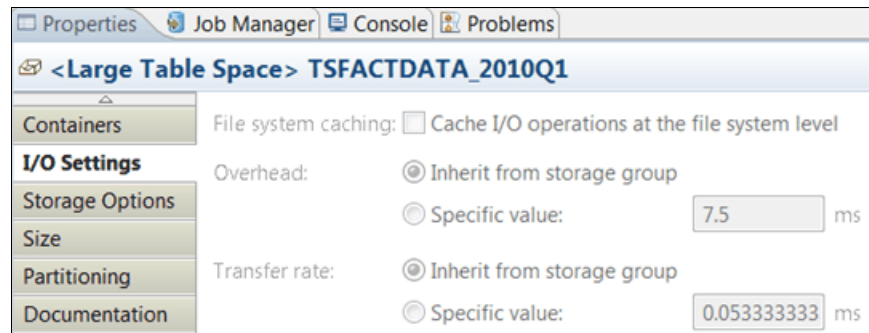 Properties Job Manager Console Problems
<Large Table Space> TSFACTDATA_2010Q1
Containers
File system caching: Cache I/O operations at the file system level
I/O Settings
Overhead: Inherit from storage group
Storage Options
Specific value: 7.5 ms
Size
Partitioning
Transfer rate: Inherit from storage group
Documentation
Specific value: 0.053333333 ms